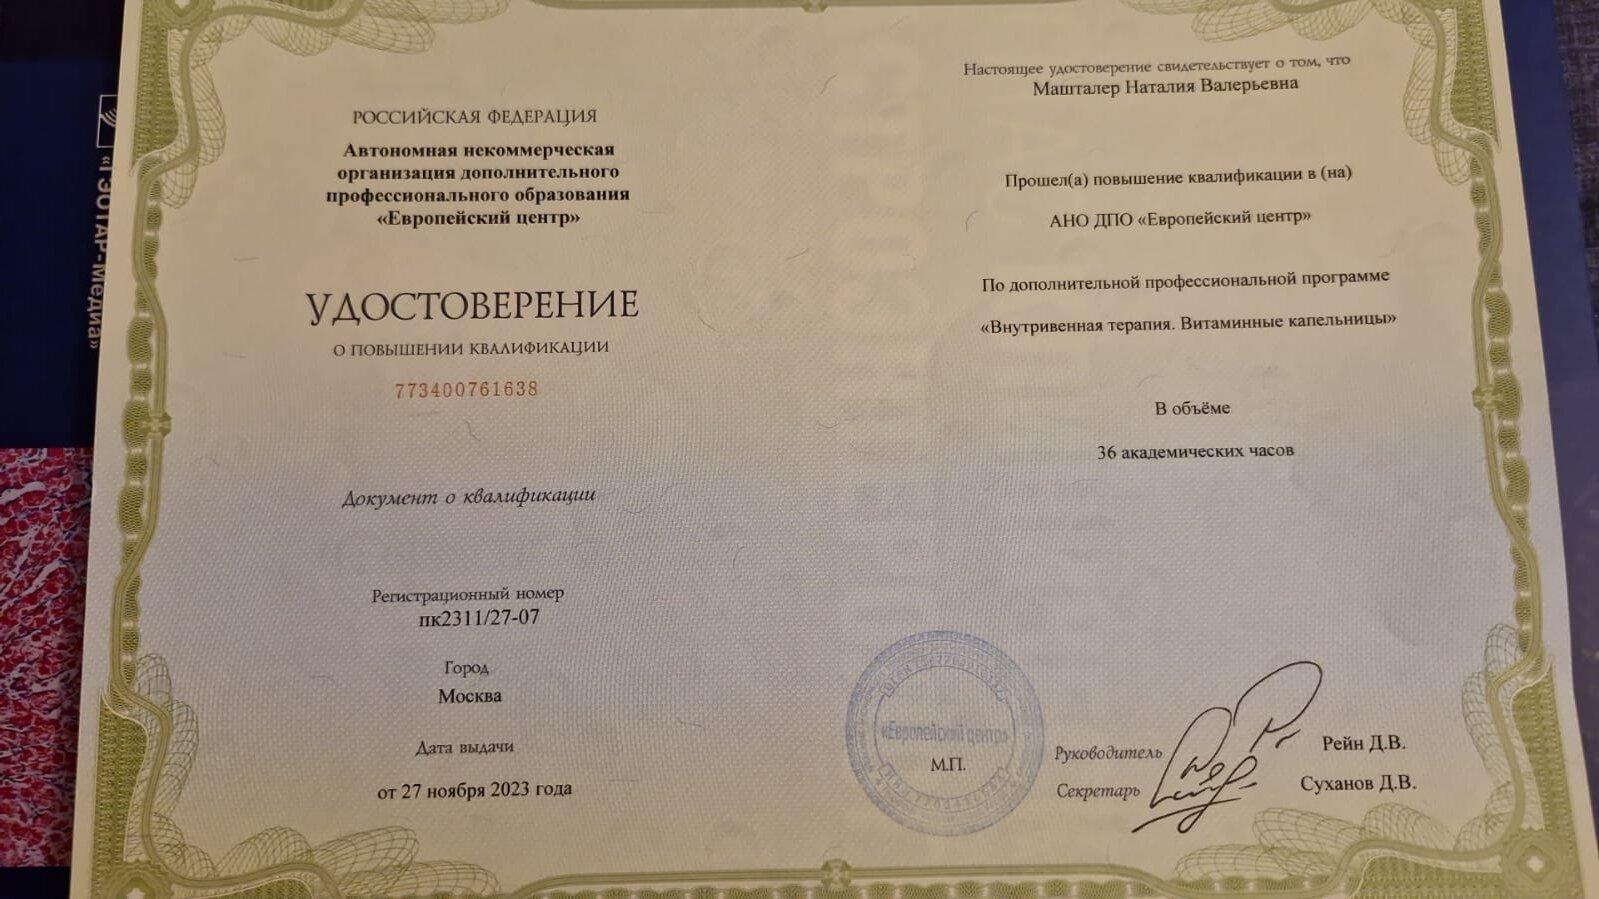 «ГЭОТАР-Медиа»
РОССИЙСКАЯ ФЕДЕРАЦИЯ
Автономная некоммерческая
организация дополнительного
профессионального образования
«Европейский центр»
УДОСТОВЕРЕНИЕ
О ПОВЫШЕНИИ КВАЛИФИКАЦИИ
773400761638
Документ о квалификации
Регистрационный номер
пк2311/27-07
Город
Москва
Дата выдачи
от 27 ноября 2023 года
Настоящее удостоверение свидетельствует о том, что
Машталер Наталия Валерьевна
Прошел(а) повышение квалификации в (на)
АНО ДПО «Европейский центр»
По дополнительной профессиональной программе
«Внутривенная терапия. Витаминные капельницы»
В объёме
36 академических часов
«Европейский центр»
М.П.
Руководитель
Рейн Д.В.
Секретарь
Суханов Д.В.